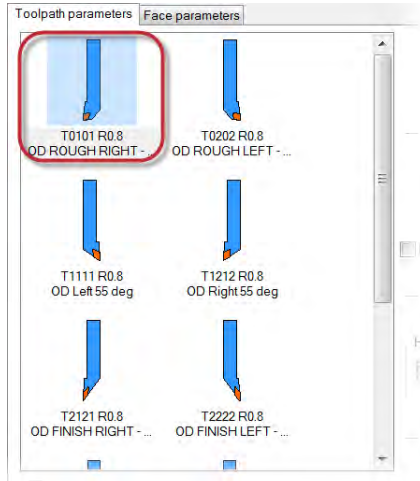 Toolpath parameters Face parameters
T0101 R0.8 T0202 R0.8
OD ROUGH RIGHT - ... OD ROUGH LEFT - ...
T1111 R0.8 T1212 R0.8
OD Left 55 deg OD Right 55 deg
T2121 R0.8 T2222 R0.8
OD FINISH RIGHT - ... OD FINISH LEFT - ...